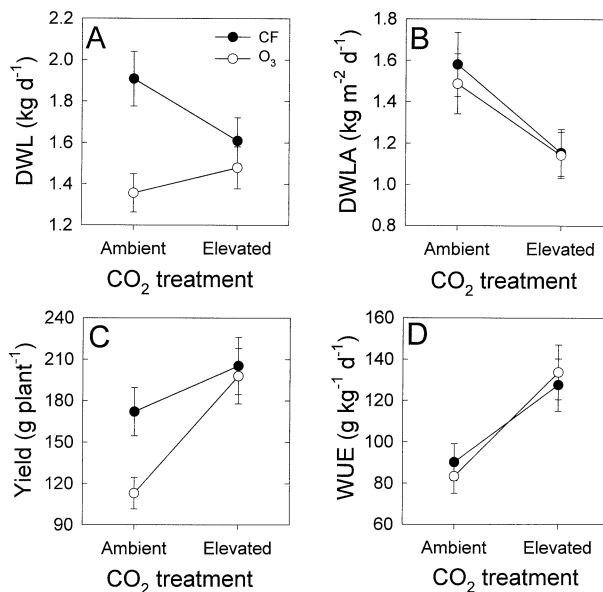 A
CF
O3
DWL (kg d-1)
2.2
2.0
1.8
1.6
1.4
1.2
Ambient Elevated
CO2 treatment
B
DWLA (kg m-2 d-1)
1.8
1.6
1.4
1.2
1.0
0.8
Ambient Elevated
CO2 treatment
C
Yield (g plant-1)
240
210
180
150
120
90
Ambient Elevated
CO2 treatment
D
WUE (g kg-1 d-1)
160
140
120
100
80
60
Ambient Elevated
CO2 treatment